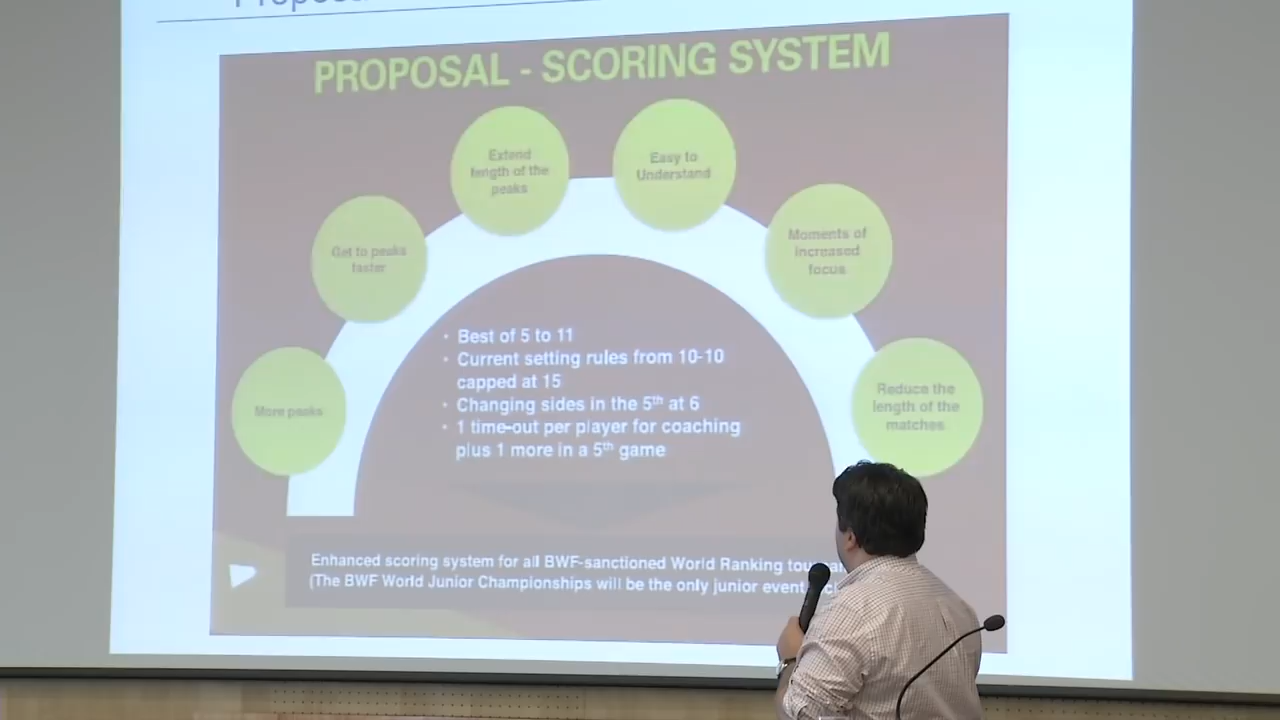 PROPOSAL - SCORING SYSTEM
Extend
length of the
peaks
Easy to
Understand
Get to peaks
faster
Moments of
increased
focus
More peaks
Reduce the
length of the
matches
• Best of 5 to 11
• Current setting rules from 10-10
capped at 15
• Changing sides in the 5th at 6
• 1 time-out per player for coaching
plus 1 more in a 5th game
Enhanced scoring system for all BWF-sanctioned World Ranking
(The BWF World Junior Championships will be the only junior event